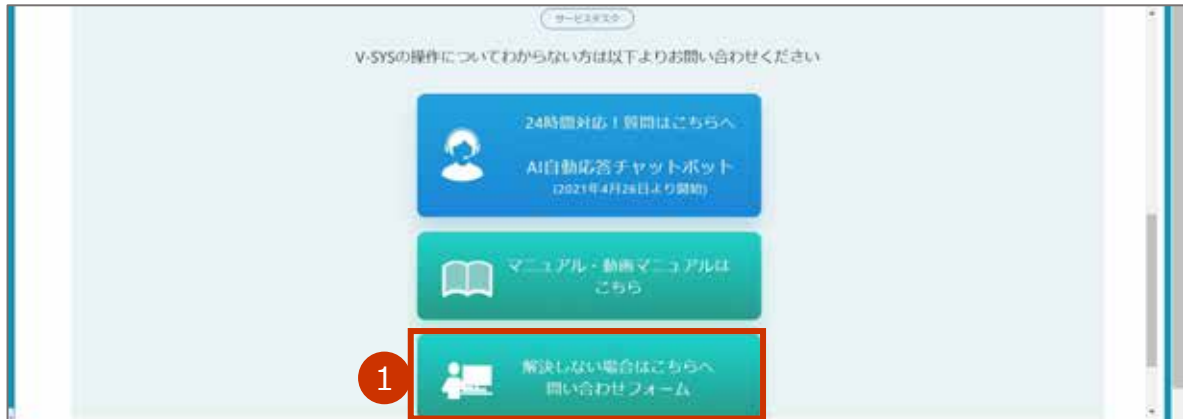 サービスデスク
V-SYSの操作についてわからない方は以下よりお問い合わせください
24時間対応！質問はこちらへ
AI自動応答チャットボット
(2021年4月26日より開始)
マニュアル・動画マニュアルは
こちら
1
解決しない場合はこちらへ
問い合わせフォーム